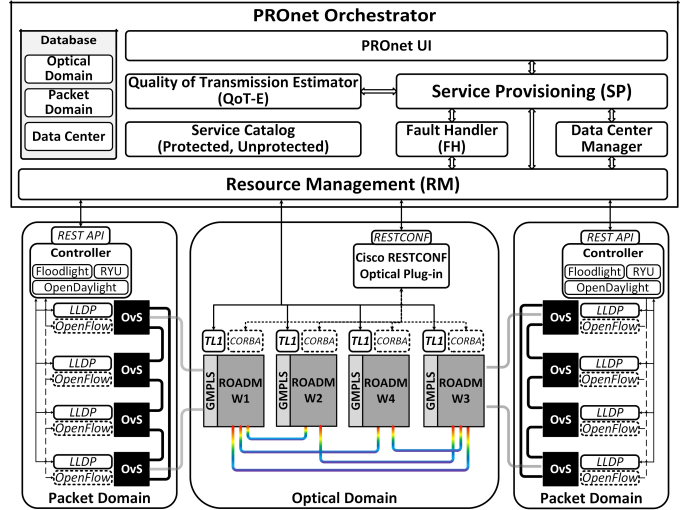 PROnet Orchestrator
Database
Optical
Domain
Packet
Domain
Data Center
PROnet UI
Quality of Transmission Estimator
(QoT-E)
Service Provisioning (SP)
Service Catalog
(Protected, Unprotected)
Fault Handler
(FH)
Data Center
Manager
Resource Management (RM)
REST API
Controller
Floodlight
RYU
OpenDaylight
LLDP
OpenFlow
OvS
LLDP
OpenFlow
OvS
LLDP
OpenFlow
OvS
LLDP
OpenFlow
OvS
Packet Domain
RESTCONF
Cisco RESTCONF
Optical Plug-in
TL1
CORBA
TL1
CORBA
TL1
CORBA
TL1
CORBA
GMPLS
ROADM
W1
GMPLS
ROADM
W2
GMPLS
ROADM
W4
GMPLS
ROADM
W3
Optical Domain
REST API
Controller
Floodlight
RYU
OpenDaylight
OvS
LLDP
OpenFlow
OvS
LLDP
OpenFlow
OvS
LLDP
OpenFlow
OvS
LLDP
OpenFlow
Packet Domain